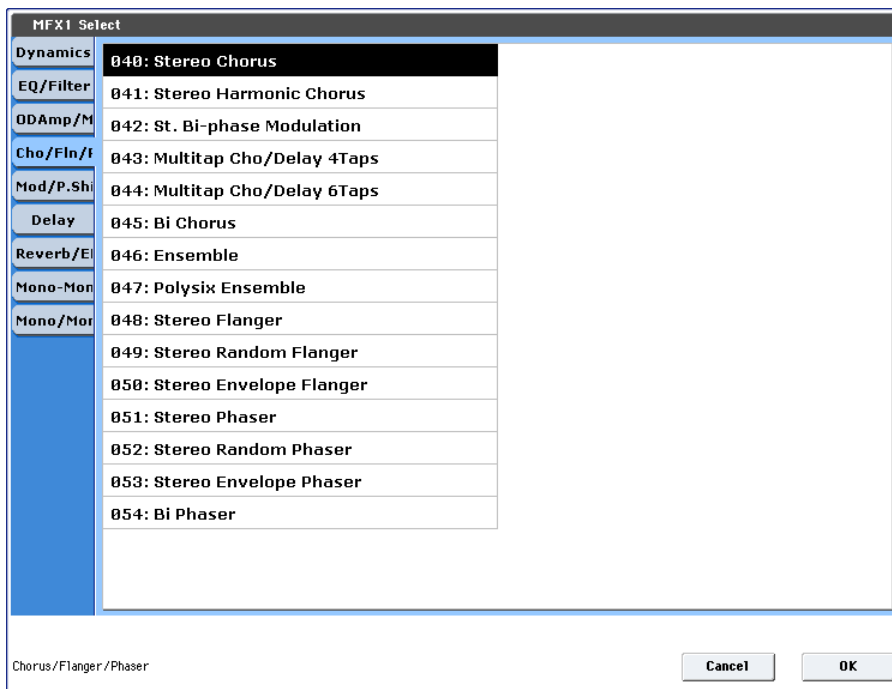 MFX1 Select
Dynamics
EQ/Filter
ODAmp/M
Cho/Fln/P
Mod/P.Shi
Delay
Reverb/El
Mono-Mon
Mono/Mon
040: Stereo Chorus
041: Stereo Harmonic Chorus
042: St. Bi-phase Modulation
043: Multitap Cho/Delay 4Taps
044: Multitap Cho/Delay 6Taps
045: Bi Chorus
046: Ensemble
047: Polysix Ensemble
048: Stereo Flanger
049: Stereo Random Flanger
050: Stereo Envelope Flanger
051: Stereo Phaser
052: Stereo Random Phaser
053: Stereo Envelope Phaser
054: Bi Phaser
Chorus/Flanger/Phaser
Cancel
OK